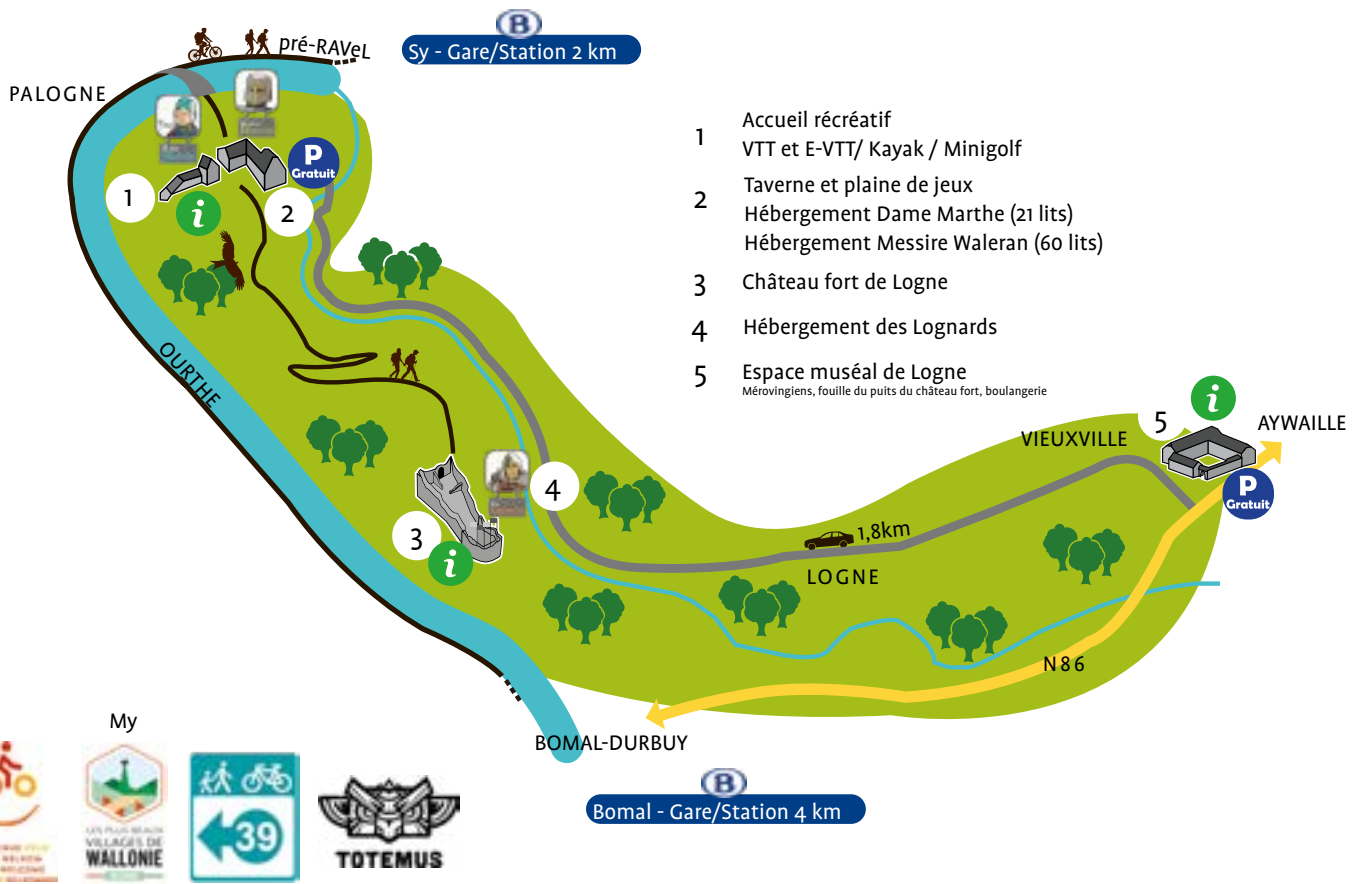 B
Sy - Gare/Station 2 km
pré-RAVeL
PALOGNE
P
Gratuit
1
i
2
OURTHE
3
i
4
1 Accueil récréatif
VTT et E-VTT/ Kayak / Minigolf
2 Taverne et plaine de jeux
Hébergement Dame Marthe (21 lits)
Hébergement Messire Waleran (60 lits)
3 Château fort de Logne
4 Hébergement des Lognards
5 Espace muséal de Logne
Mérovingiens, fouille du puits du château fort, boulangerie
i
5
AYWAILLE
VIEUXVILLE
P
Gratuit
1,8km
LOGNE
N86
BOMAL-DURBUY
B
Bomal - Gare/Station 4 km
My
LES PLUS BEAUX
VILLAGES DE
WALLONIE
39
TOTEMUS